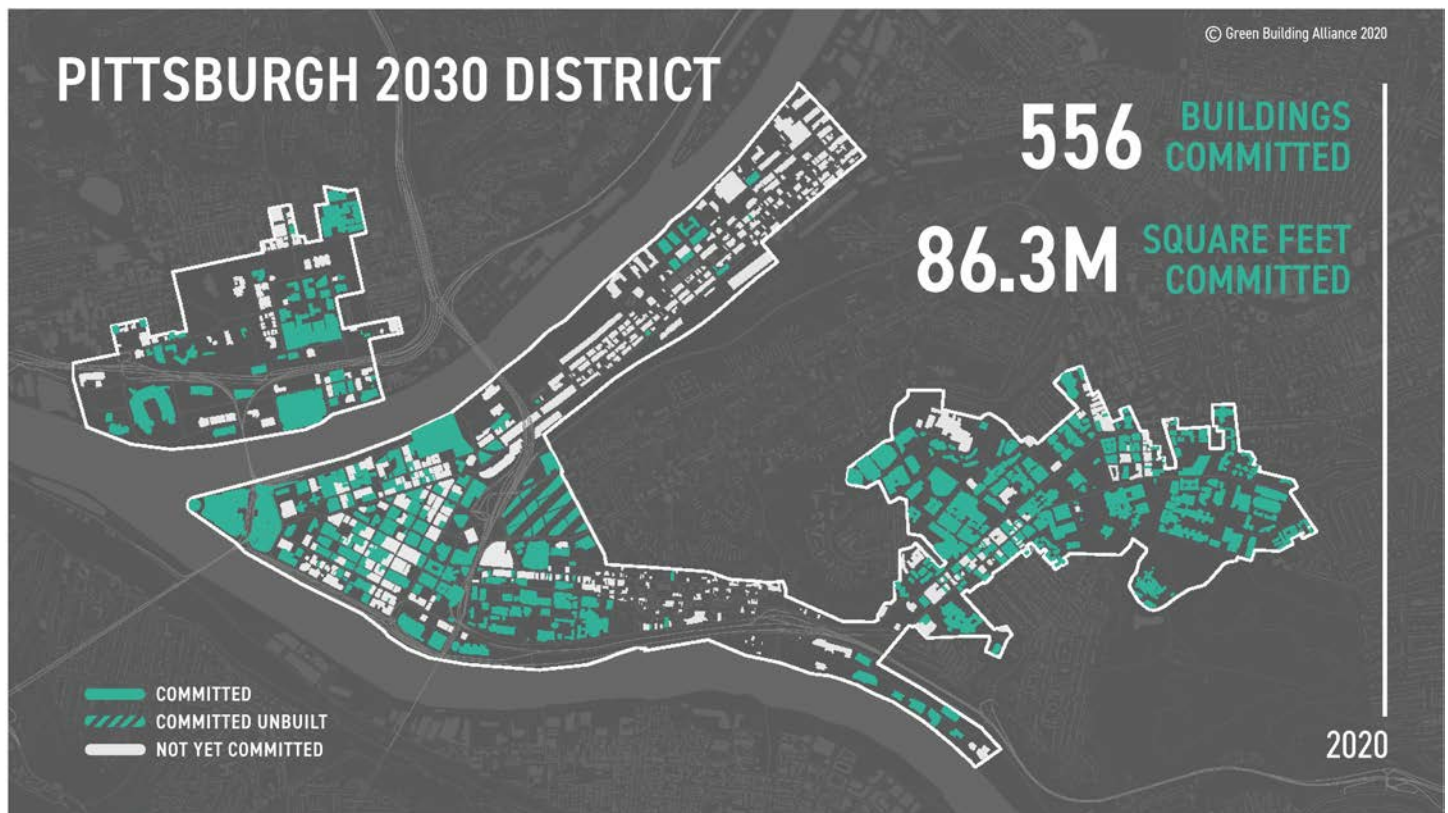 © Green Building Alliance 2020
PITTSBURGH 2030 DISTRICT
556 BUILDINGS
COMMITTED
86.3M SQUARE FEET
COMMITTED
COMMITTED
COMMITTED UNBUILT
NOT YET COMMITTED
2020